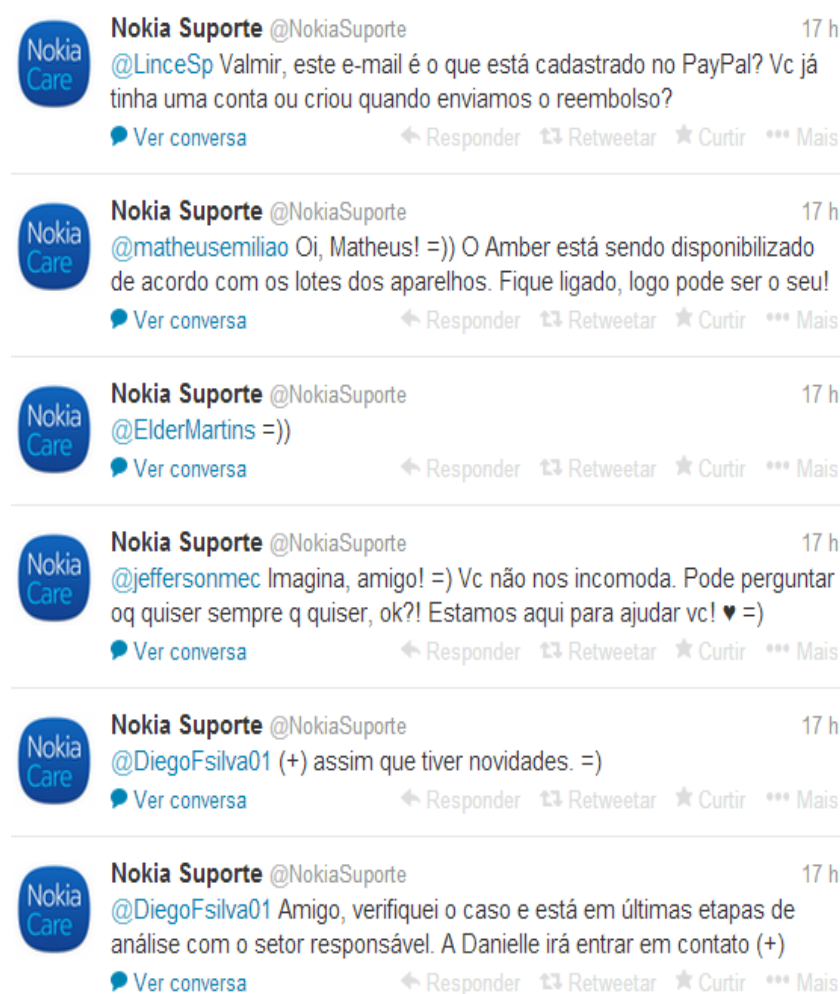 Nokia Care
Nokia Suporte @NokiaSuporte 17 h
@LinceSp Valmir, este e-mail é o que está cadastrado no PayPal? Vc já
tinha uma conta ou criou quando enviamos o reembolso?
Ver conversa Responder Retweetar Curtir Mais
Nokia Care
Nokia Suporte @NokiaSuporte 17 h
@matheusemiliao Oi, Matheus! =)) O Amber está sendo disponibilizado
de acordo com os lotes dos aparelhos. Fique ligado, logo pode ser o seu!
Ver conversa Responder Retweetar Curtir Mais
Nokia Care
Nokia Suporte @NokiaSuporte 17 h
@ElderMartins =))
Ver conversa Responder Retweetar Curtir Mais
Nokia Care
Nokia Suporte @NokiaSuporte 17 h
@jeffersonmec Imagina, amigo! =) Vc não nos incomoda. Pode perguntar
oq quiser sempre q quiser, ok?! Estamos aqui para ajudar vc! ♥ =)
Ver conversa Responder Retweetar Curtir Mais
Nokia Care
Nokia Suporte @NokiaSuporte 17 h
@DiegoFsilva01 (+) assim que tiver novidades. =)
Ver conversa Responder Retweetar Curtir Mais
Nokia Care
Nokia Suporte @NokiaSuporte 17 h
@DiegoFsilva01 Amigo, verifiquei o caso e está em últimas etapas de
análise com o setor responsável. A Danielle irá entrar em contato (+)
Ver conversa Responder Retweetar Curtir Mais